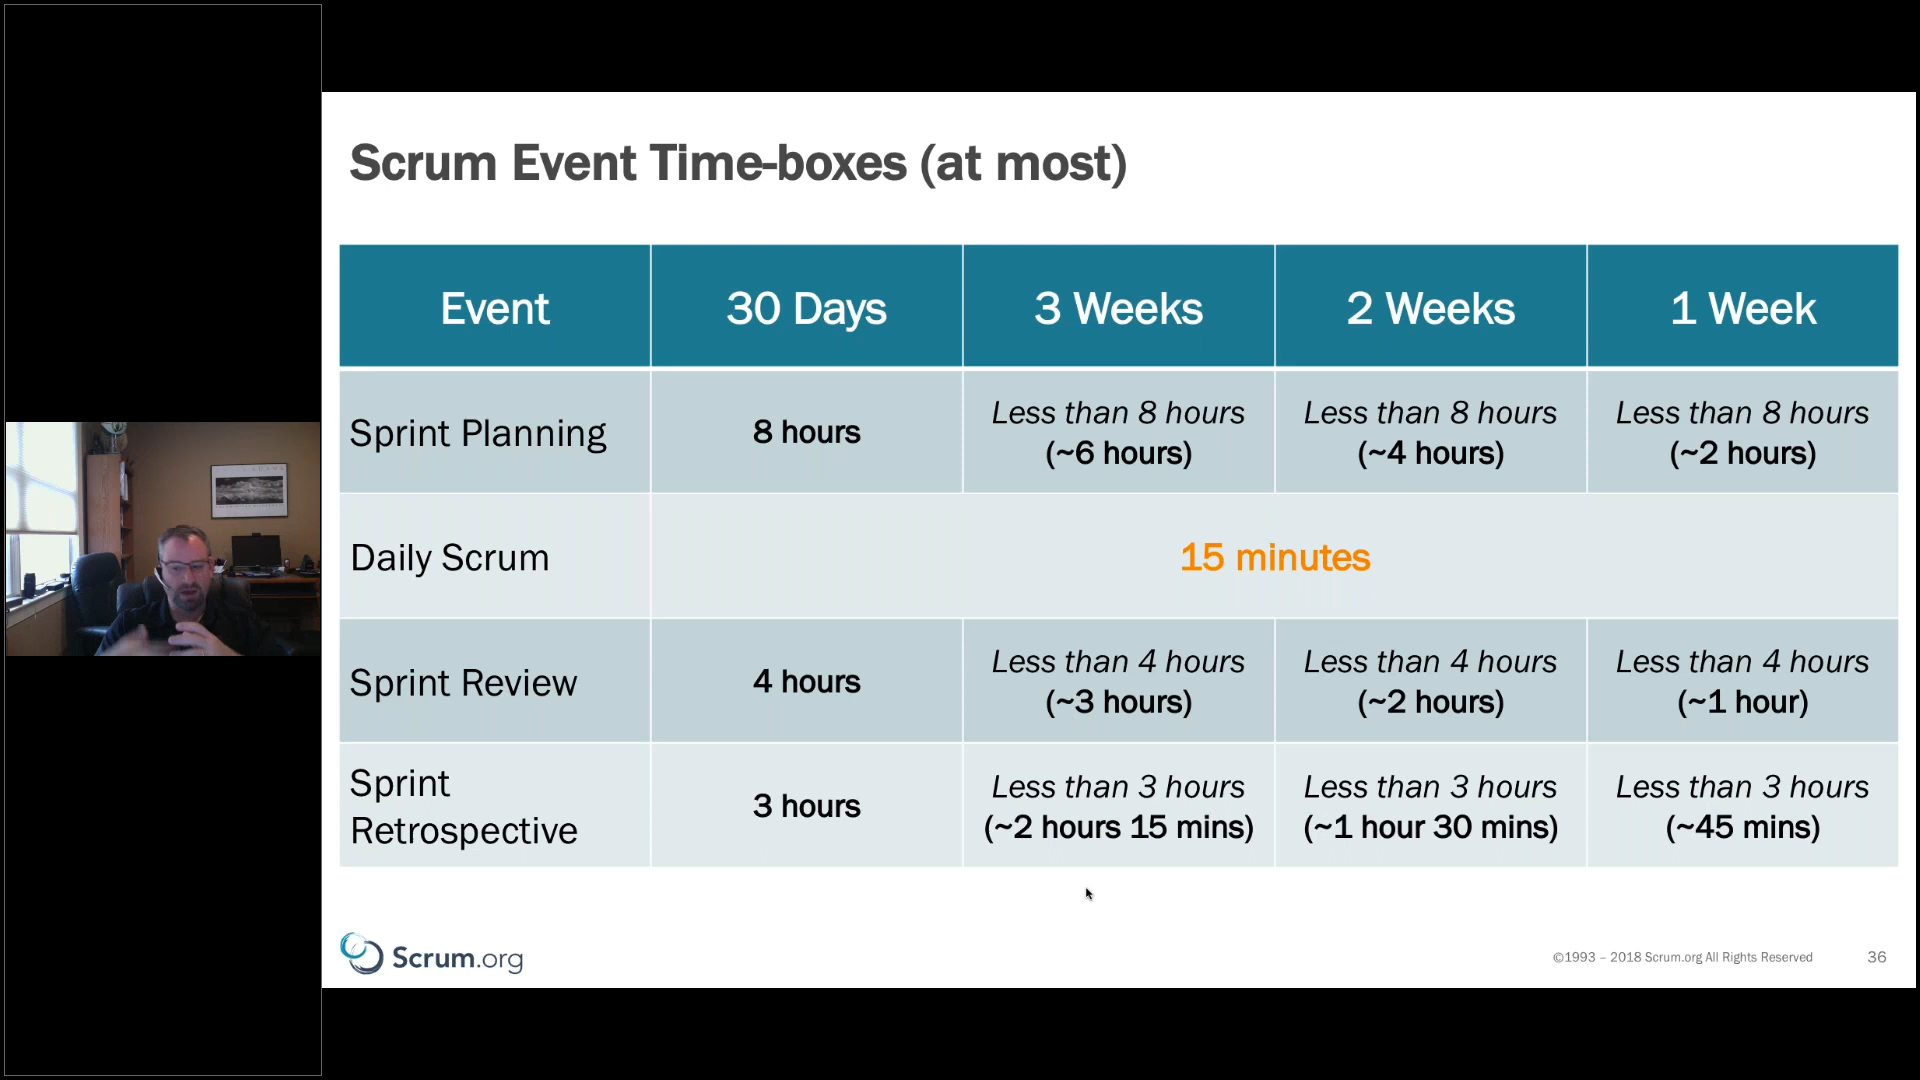 Scrum Event Time-boxes (at most)
Event 30 Days 3 Weeks 2 Weeks 1 Week
Sprint Planning
8 hours
Less than 8 hours
(~6 hours)
Less than 8 hours
(~4 hours)
Less than 8 hours
(~2 hours)
Daily Scrum
15 minutes
Sprint Review
4 hours
Less than 4 hours
(~3 hours)
Less than 4 hours
(~2 hours)
Less than 4 hours
(~1 hour)
Sprint
Retrospective
3 hours
Less than 3 hours
(~2 hours 15 mins)
Less than 3 hours
(~1 hour 30 mins)
Less than 3 hours
(~45 mins)
Scrum.org
©1993 – 2018 Scrum.org All Rights Reserved
36